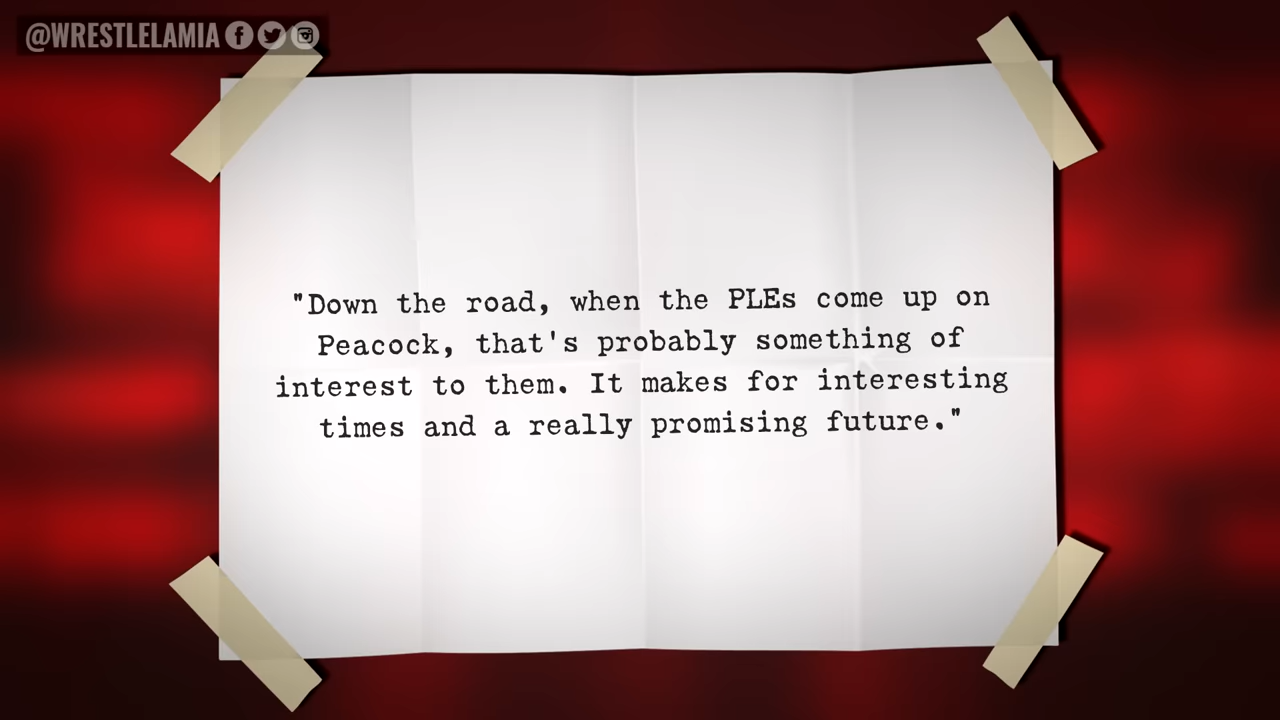 @WRESTLELAMIA
"Down the road, when the PLEs come up on
Peacock, that's probably something of
interest to them. It makes for interesting
times and a really promising future."